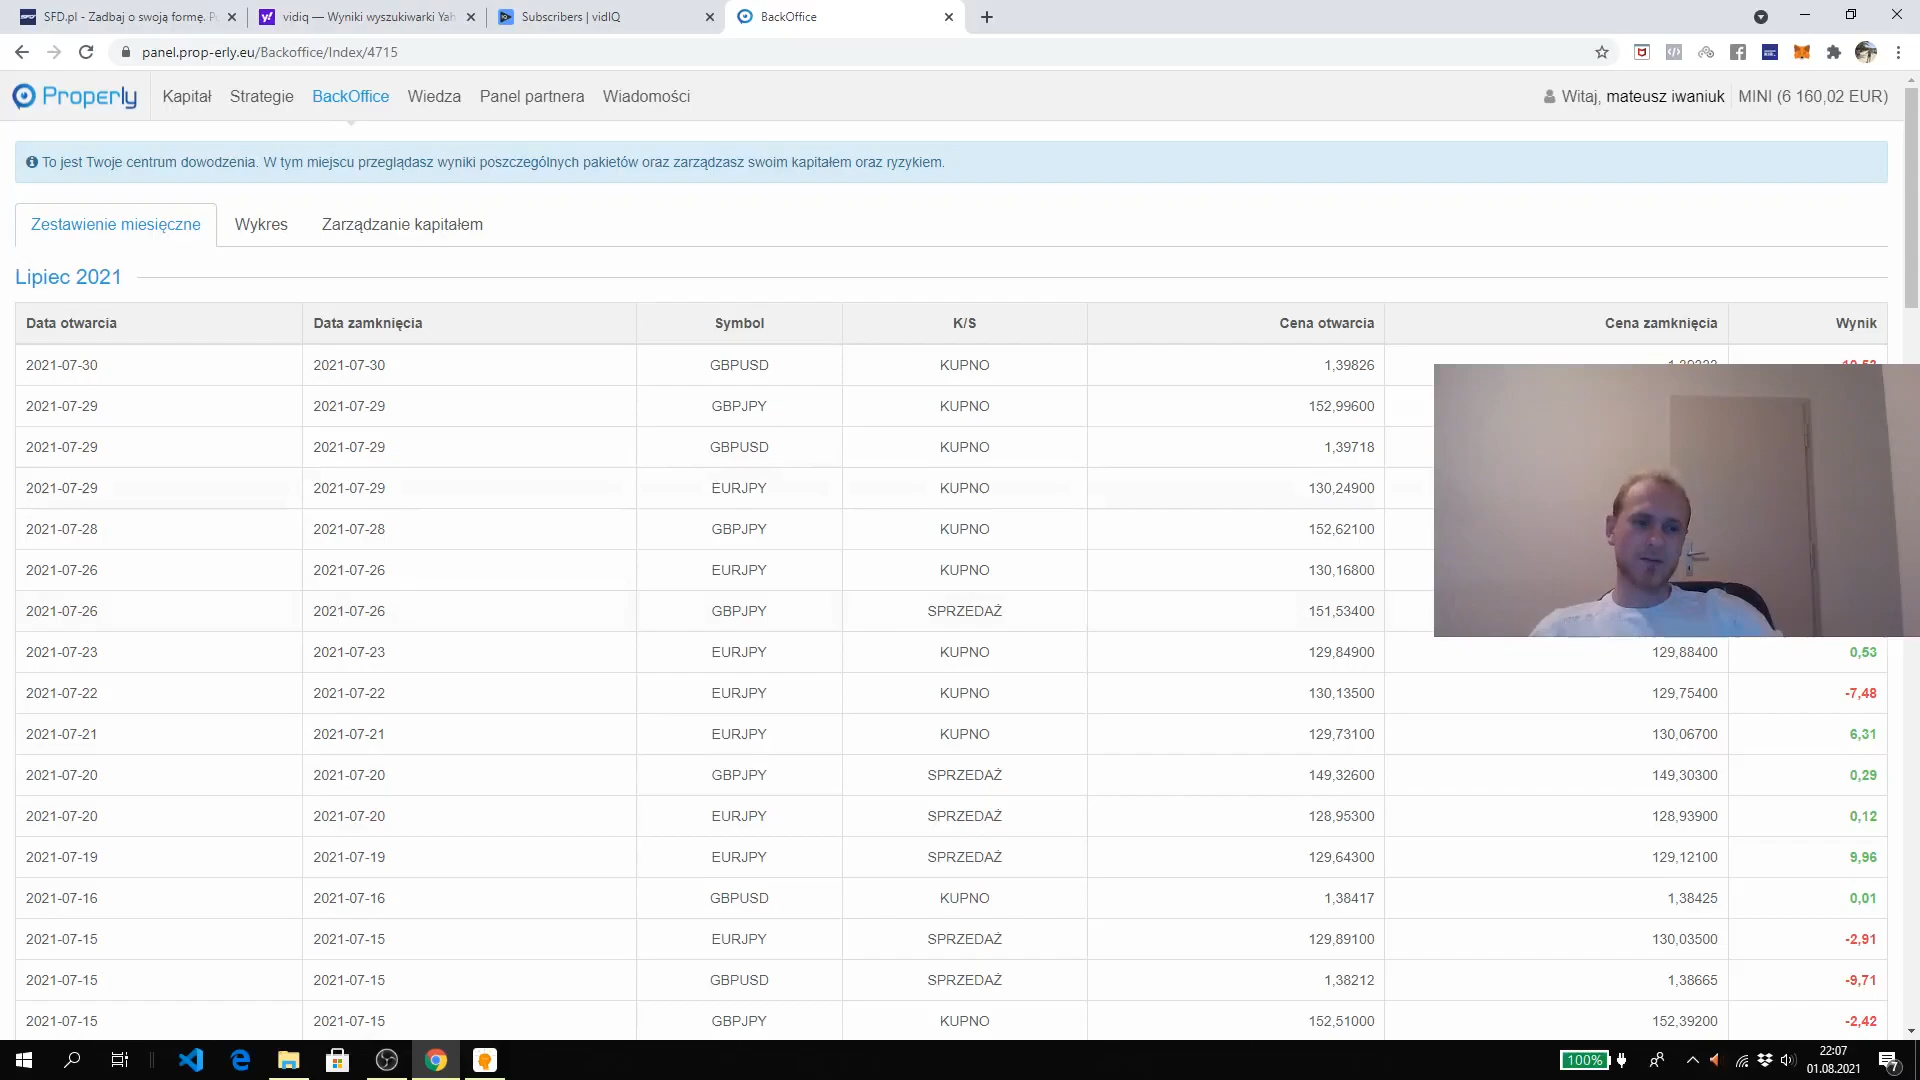 SFD.pl - Zadbaj o swoją formę.
vidiq — Wyniki wyszukiwarki Yah
Subscribers | vidIQ
BackOffice
panel.prop-erly.eu/Backoffice/Index/4715
Properly
Kapitał
Strategie
BackOffice
Wiedza
Panel partnera
Wiadomości
Witaj, mateusz iwaniuk
MINI (6 160,02 EUR)
To jest Twoje centrum dowodzenia. W tym miejscu przeglądasz wyniki poszczególnych pakietów oraz zarządzasz swoim kapitałem oraz ryzykiem.
Zestawienie miesięczne
Wykres
Zarządzanie kapitałem
Lipiec 2021
Data otwarcia Data zamknięcia Symbol K/S Cena otwarcia Cena zamknięcia Wynik
2021-07-30 2021-07-30 GBPUSD KUPNO 1,39826
2021-07-29 2021-07-29 GBPJPY KUPNO 152,99600
2021-07-29 2021-07-29 GBPUSD KUPNO 1,39718
2021-07-29 2021-07-29 EURJPY KUPNO 130,24900
2021-07-28 2021-07-28 GBPJPY KUPNO 152,62100
2021-07-26 2021-07-26 EURJPY KUPNO 130,16800
2021-07-26 2021-07-26 GBPJPY SPRZEDAŻ 151,53400
2021-07-23 2021-07-23 EURJPY KUPNO 129,84900 129,88400 0,53
2021-07-22 2021-07-22 EURJPY KUPNO 130,13500 129,75400 -7,48
2021-07-21 2021-07-21 EURJPY KUPNO 129,73100 130,06700 6,31
2021-07-20 2021-07-20 GBPJPY SPRZEDAŻ 149,32600 149,30300 0,29
2021-07-20 2021-07-20 EURJPY SPRZEDAŻ 128,95300 128,93900 0,12
2021-07-19 2021-07-19 EURJPY SPRZEDAŻ 129,64300 129,12100 9,96
2021-07-16 2021-07-16 GBPUSD KUPNO 1,38417 1,38425 0,01
2021-07-15 2021-07-15 EURJPY SPRZEDAŻ 129,89100 130,03500 -2,91
2021-07-15 2021-07-15 GBPUSD SPRZEDAŻ 1,38212 1,38665 -9,71
2021-07-15 2021-07-15 GBPJPY KUPNO 152,51000 152,39200 -2,42
100%
22:07
01.08.2021
7